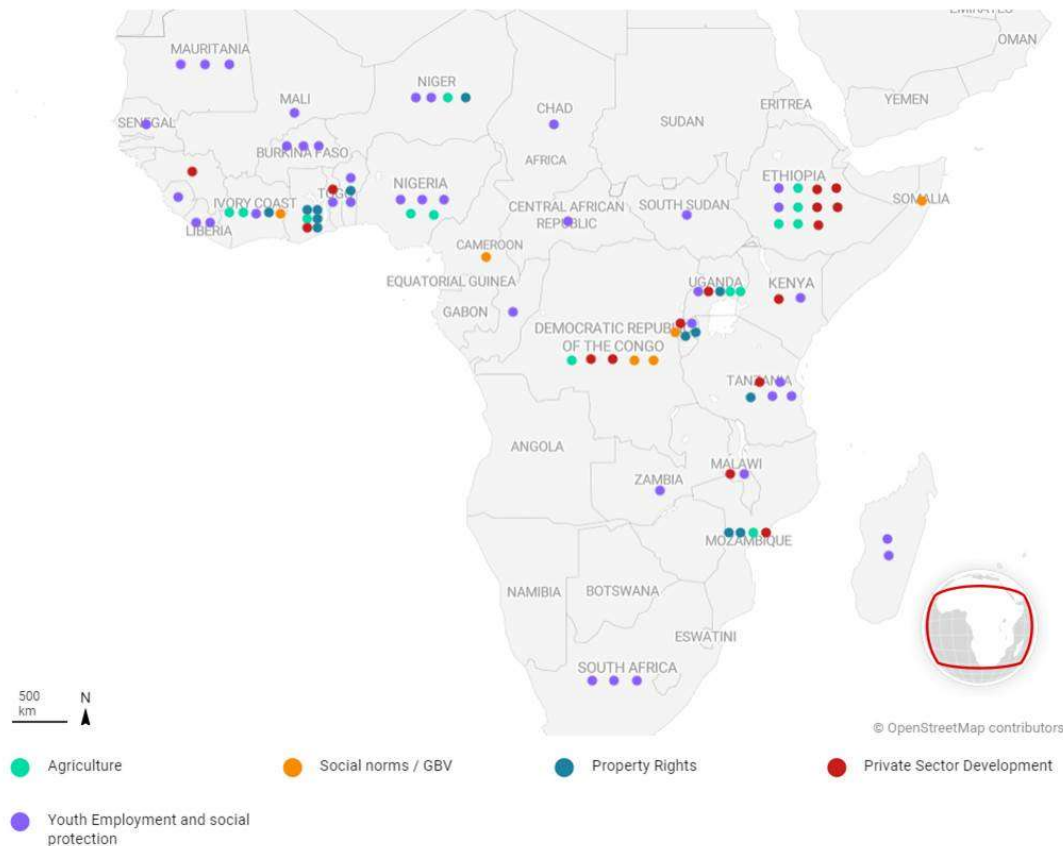 EMIRATES
OMAN
MAURITANIA
NIGER
MALI
CHAD
ERITREA
YEMEN
SENEGAL
SUDAN
BURKINA FASO
AFRICA
ETHIOPIA
NIGERIA
TOGO
IVORY COAST
CENTRAL AFRICAN
REPUBLIC
SOUTH SUDAN
SOMALIA
LIBERIA
CAMEROON
EQUATORIAL GUINEA
UGANDA
KENYA
GABON
DEMOCRATIC REPUBLIC
OF THE CONGO
TANZANIA
ANGOLA
MALAWI
ZAMBIA
MOZAMBIQUE
NAMIBIA
BOTSWANA
ESWATINI
SOUTH AFRICA
500
km
N
© OpenStreetMap contributors
Agriculture
Social norms / GBV
Property Rights
Private Sector Development
Youth Employment and social
protection